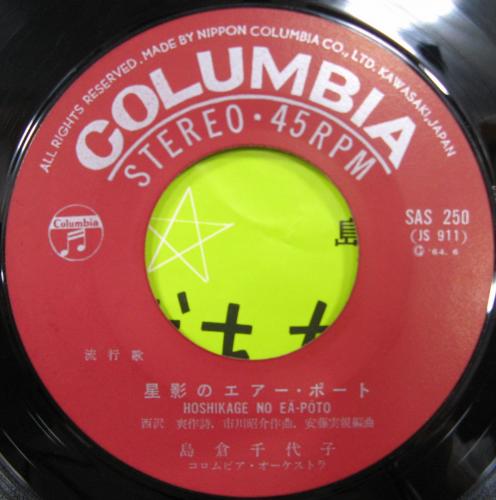 ALL RIGHTS RESERVED. MADE BY NIPPON COLUMBIA CO., LTD. KAWASAKI, JAPAN
COLUMBIA
STEREO・45RPM
Columbia
SAS 250
(JS 911)
Ⓖ '64. 6
島
流行歌
星影のエアー・ポート
HOSHIKAGE NO EĀ-PŌTO
西沢 爽作詩、市川昭介作曲、安藤実親編曲
島倉千代子
コロムビア・オーケストラ